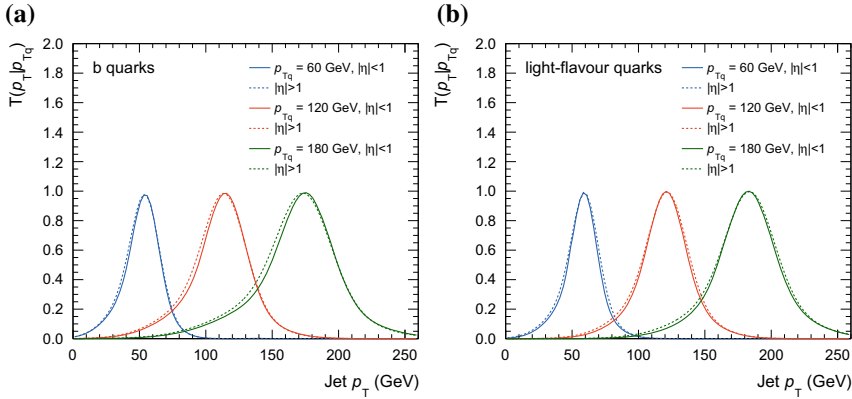 (a)
T(p_T|p_Tq)
2.0
1.8
1.6
1.4
1.2
1.0
0.8
0.6
0.4
0.2
0.0
b quarks
p_Tq = 60 GeV, |η|<1
|η|>1
p_Tq = 120 GeV, |η|<1
|η|>1
p_Tq = 180 GeV, |η|<1
|η|>1
0 50 100 150 200 250
Jet p_T (GeV)
(b)
T(p_T|p_Tq)
2.0
1.8
1.6
1.4
1.2
1.0
0.8
0.6
0.4
0.2
0.0
light-flavour quarks
p_Tq = 60 GeV, |η|<1
|η|>1
p_Tq = 120 GeV, |η|<1
|η|>1
p_Tq = 180 GeV, |η|<1
|η|>1
0 50 100 150 200 250
Jet p_T (GeV)